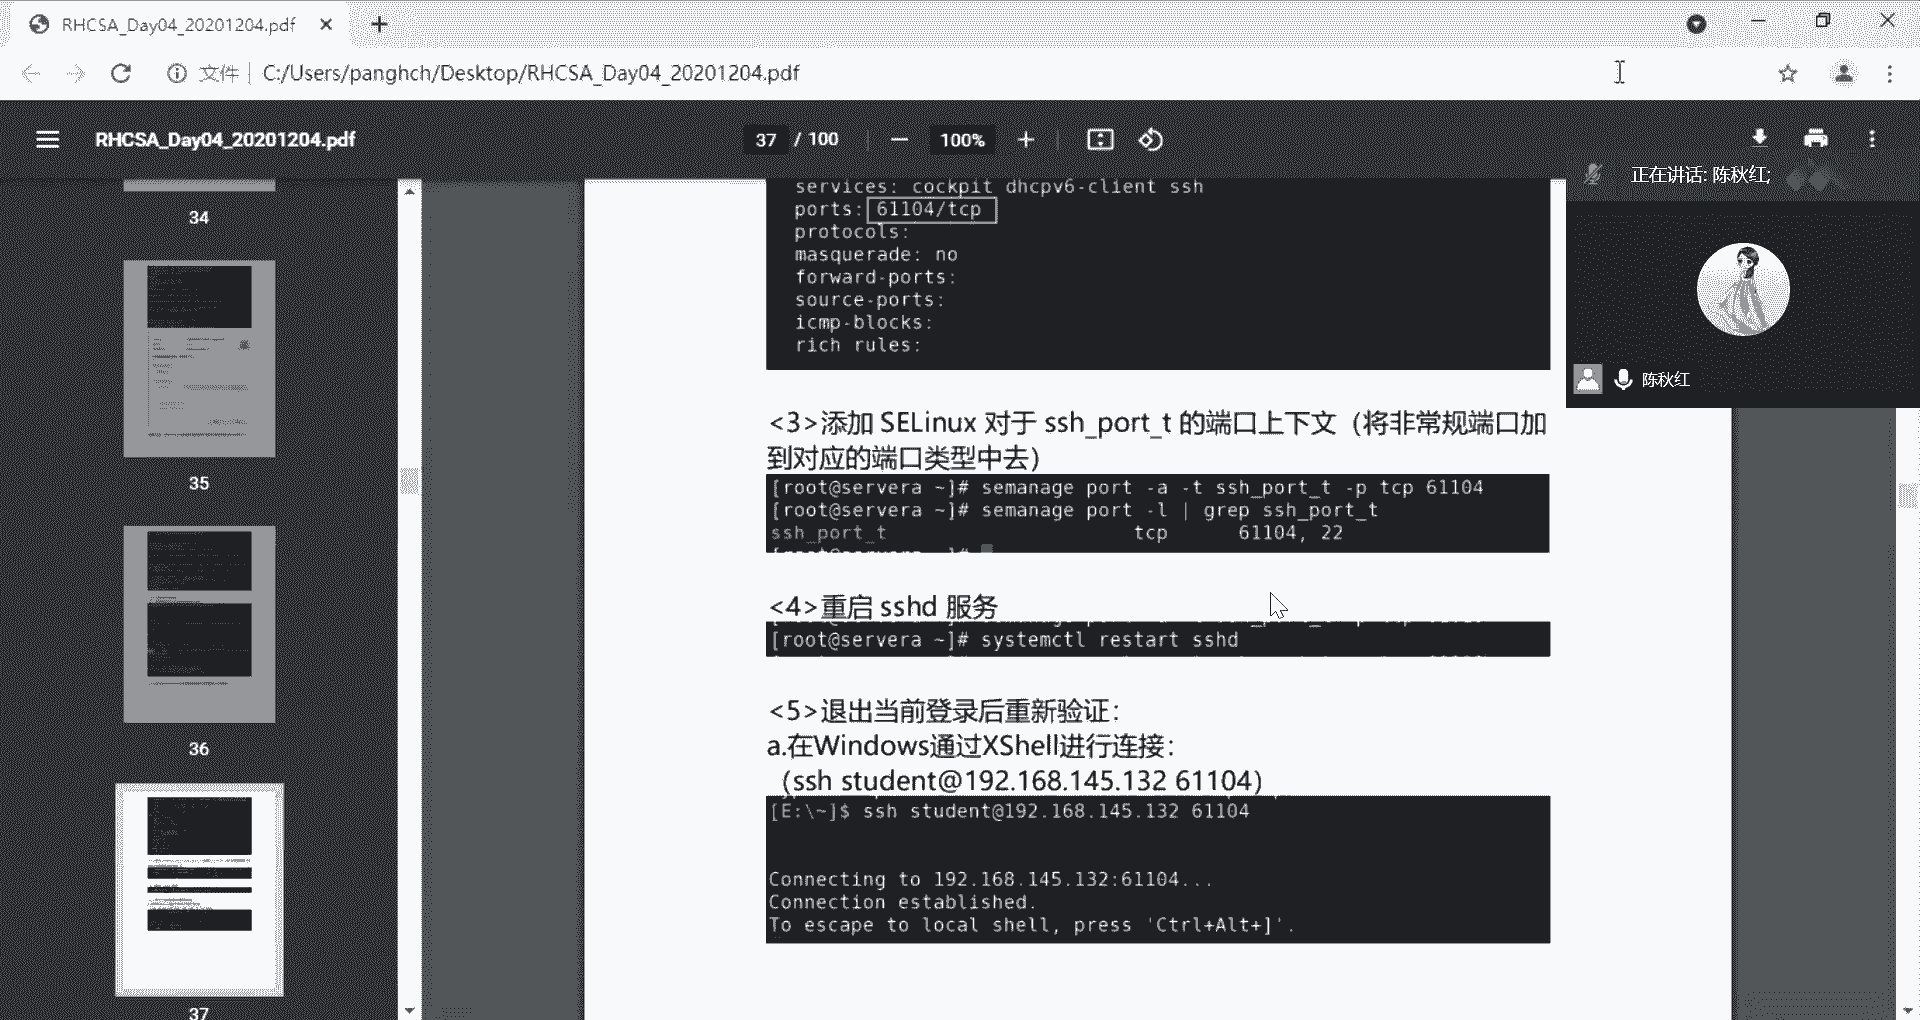 RHCSA_Day04_20201204.pdf
文件
C:/Users/panghch/Desktop/RHCSA_Day04_20201204.pdf
RHCSA_Day04_20201204.pdf
37 / 100
100%
正在讲话: 陈秋红;
陈秋红
34
35
36
37
services: cockpit dhcpv6-client ssh
ports: 61104/tcp
protocols:
masquerade: no
forward-ports:
source-ports:
icmp-blocks:
rich rules:
<3>添加 SELinux 对于 ssh_port_t 的端口上下文（将非常规端口加
到对应的端口类型中去）
[root@servera ~]# semanage port -a -t ssh_port_t -p tcp 61104
[root@servera ~]# semanage port -l | grep ssh_port_t
ssh_port_t tcp 61104, 22
<4>重启 sshd 服务
[root@servera ~]# systemctl restart sshd
<5>退出当前登录后重新验证：
a.在Windows通过XShell进行连接：
（ssh student@192.168.145.132 61104）
[E:\~]$ ssh student@192.168.145.132 61104
Connecting to 192.168.145.132:61104...
Connection established.
To escape to local shell, press 'Ctrl+Alt+]'.